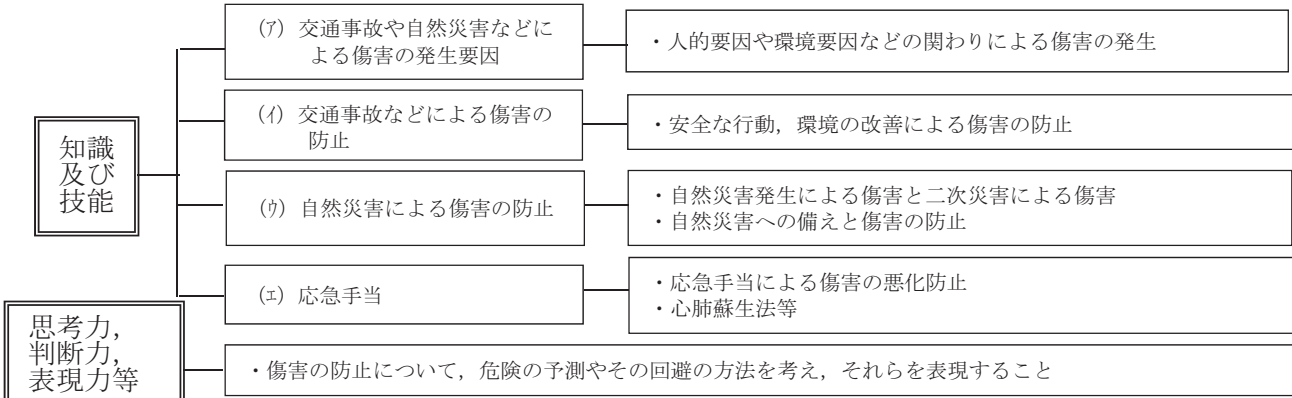 知識
及び
技能
(ア) 交通事故や自然災害などに
よる傷害の発生要因
・人的要因や環境要因などの関わりによる傷害の発生
(イ) 交通事故などによる傷害の
防止
・安全な行動，環境の改善による傷害の防止
(ウ) 自然災害による傷害の防止
・自然災害発生による傷害と二次災害による傷害
・自然災害への備えと傷害の防止
(エ) 応急手当
・応急手当による傷害の悪化防止
・心肺蘇生法等
思考力，
判断力，
表現力等
・傷害の防止について，危険の予測やその回避の方法を考え，それらを表現すること